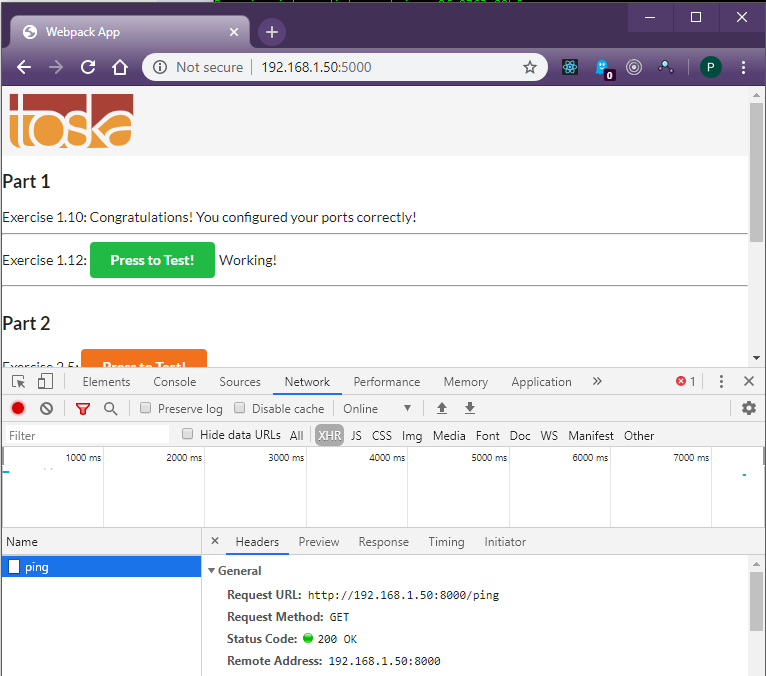 Webpack App
Not secure 192.168.1.50:5000
0
P
toska
Part 1
Exercise 1.10: Congratulations! You configured your ports correctly!
Exercise 1.12: Press to Test! Working!
Part 2
Exercise 2.5: Press to Test!
Elements Console Sources Network Performance Memory Application » 1
Preserve log Disable cache Online
Filter Hide data URLs All XHR JS CSS Img Media Font Doc WS Manifest Other
1000 ms 2000 ms 3000 ms 4000 ms 5000 ms 6000 ms 7000 ms
Name Headers Preview Response Timing Initiator
ping
General
Request URL: http://192.168.1.50:8000/ping
Request Method: GET
Status Code: 200 OK
Remote Address: 192.168.1.50:8000